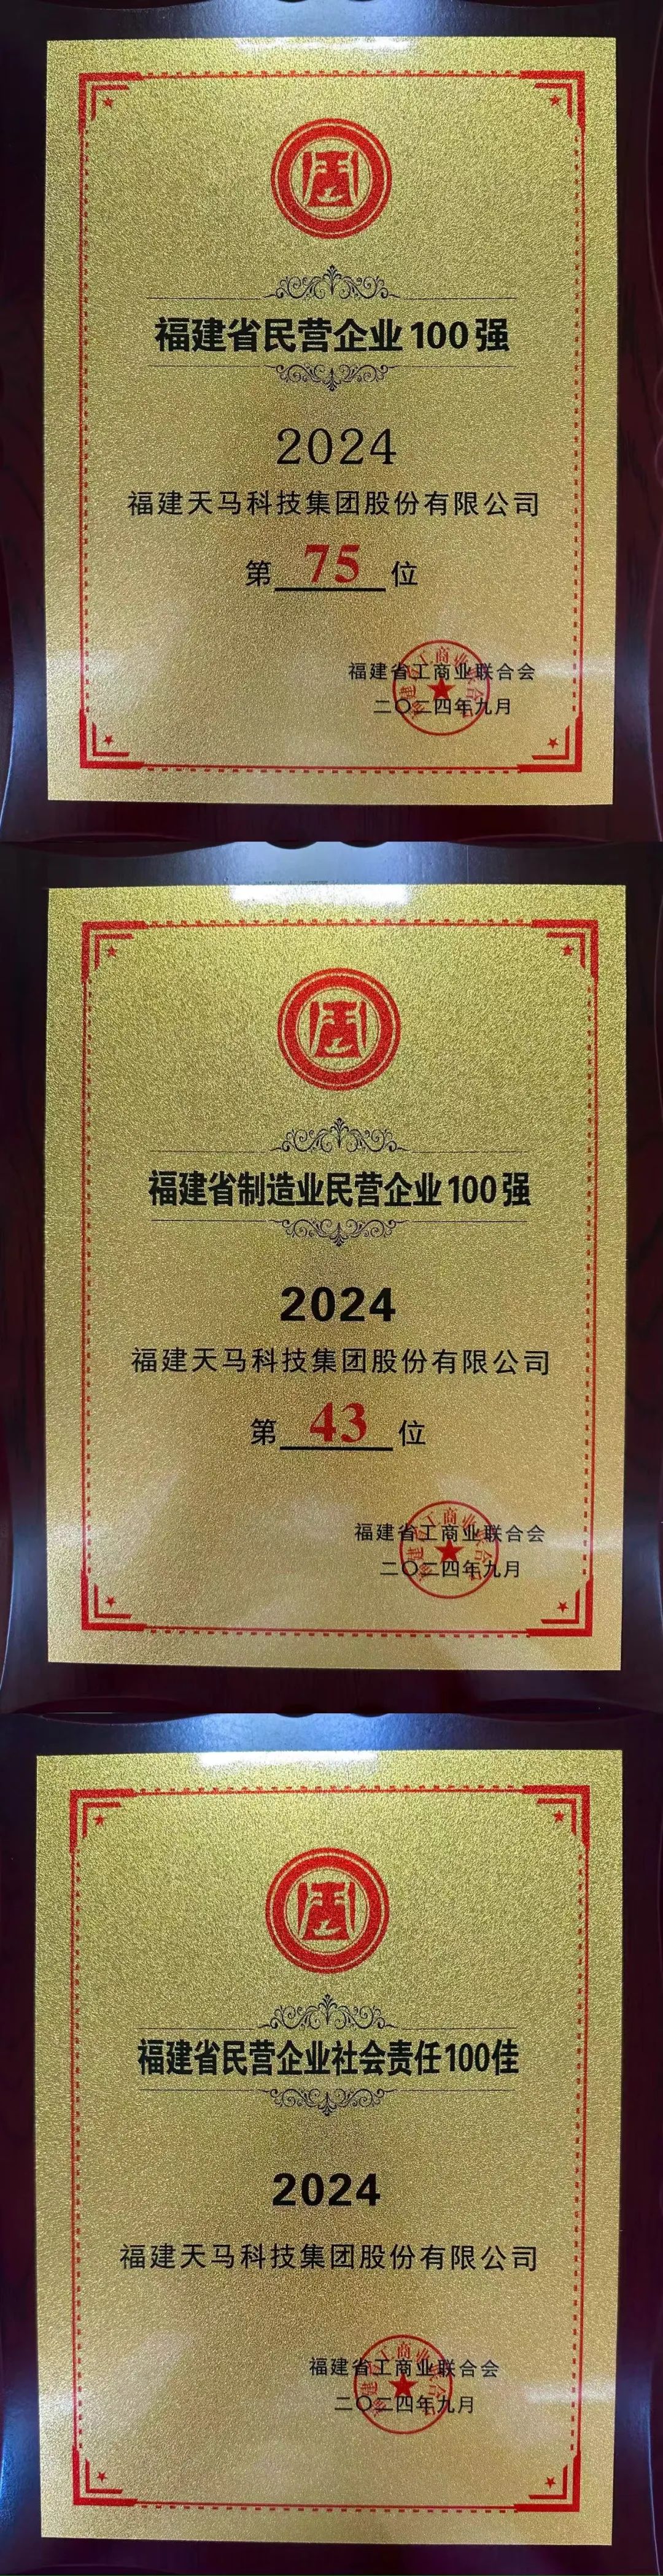 福建省民营企业100强
2024
福建天马科技集团股份有限公司
第 75 位
福建省工商业联合会
二〇二四年九月
福建省制造业民营企业100强
2024
福建天马科技集团股份有限公司
第 43 位
福建省工商业联合会
二〇二四年九月
福建省民营企业社会责任100佳
2024
福建天马科技集团股份有限公司
福建省工商业联合会
二〇二四年九月